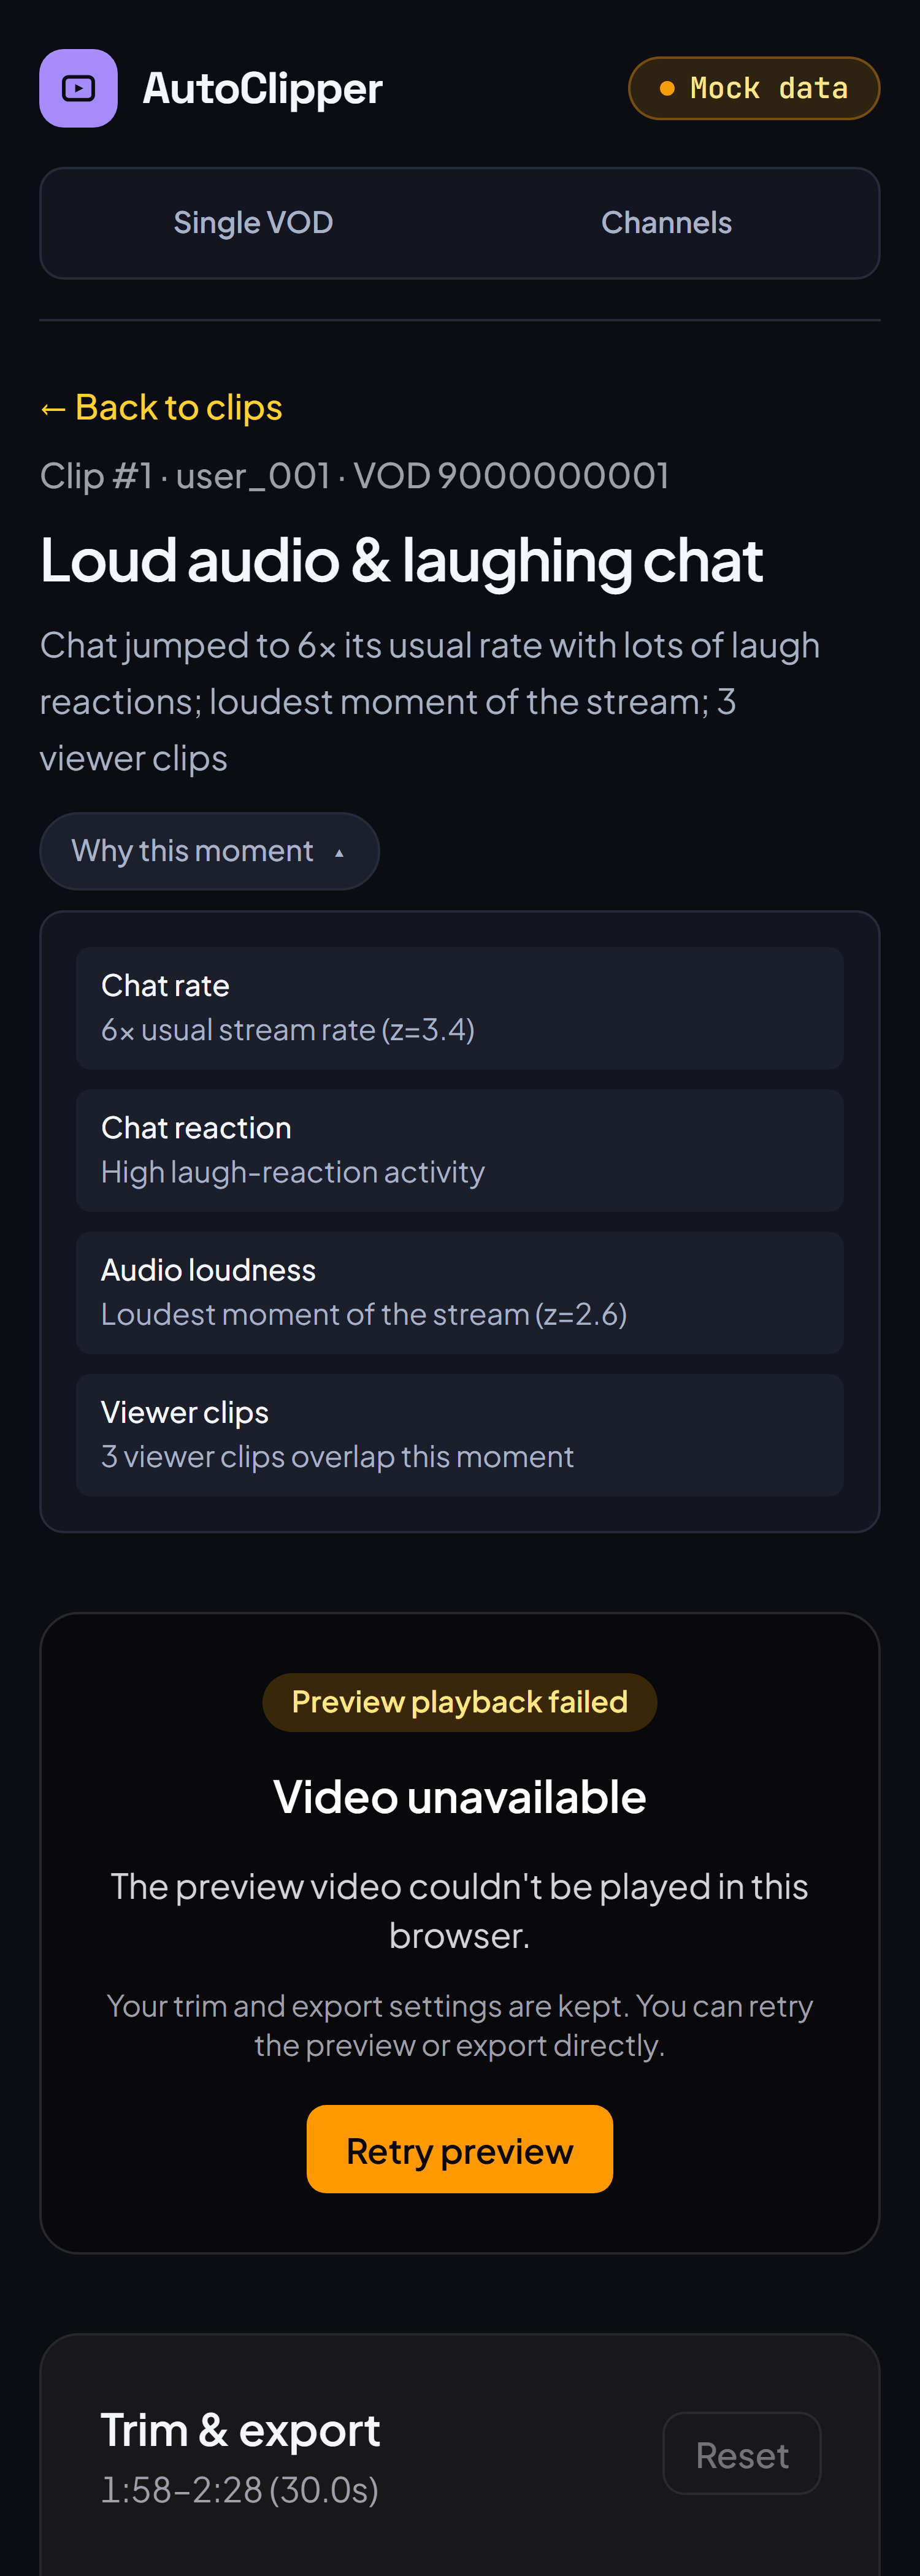 AutoClipper
Mock data
Single VOD
Channels
← Back to clips
Clip #1 · user_001 · VOD 9000000001
Loud audio & laughing chat
Chat jumped to 6× its usual rate with lots of laugh
reactions; loudest moment of the stream; 3
viewer clips
Why this moment ▲
Chat rate
6× usual stream rate (z=3.4)
Chat reaction
High laugh-reaction activity
Audio loudness
Loudest moment of the stream (z=2.6)
Viewer clips
3 viewer clips overlap this moment
Preview playback failed
Video unavailable
The preview video couldn't be played in this
browser.
Your trim and export settings are kept. You can retry
the preview or export directly.
Retry preview
Trim & export
Reset
1:58–2:28 (30.0s)